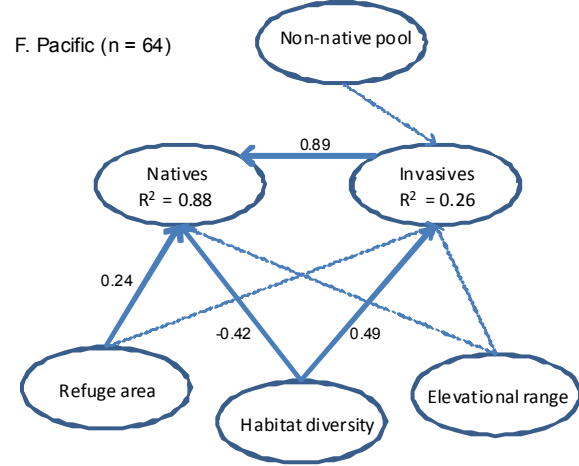 F. Pacific (n = 64)
Non-native pool
0.89
Natives
R² = 0.88
Invasives
R² = 0.26
0.24
-0.42
0.49
Refuge area
Habitat diversity
Elevational range